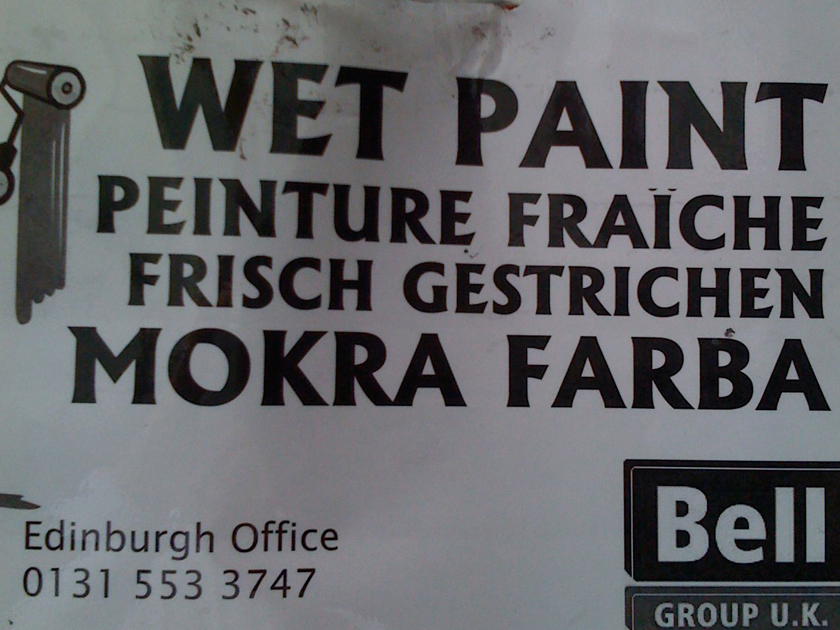 WET PAINT
PEINTURE FRAÏCHE
FRISCH GESTRICHEN
MOKRA FARBA
Edinburgh Office
0131 553 3747
Bell
GROUP U.K.